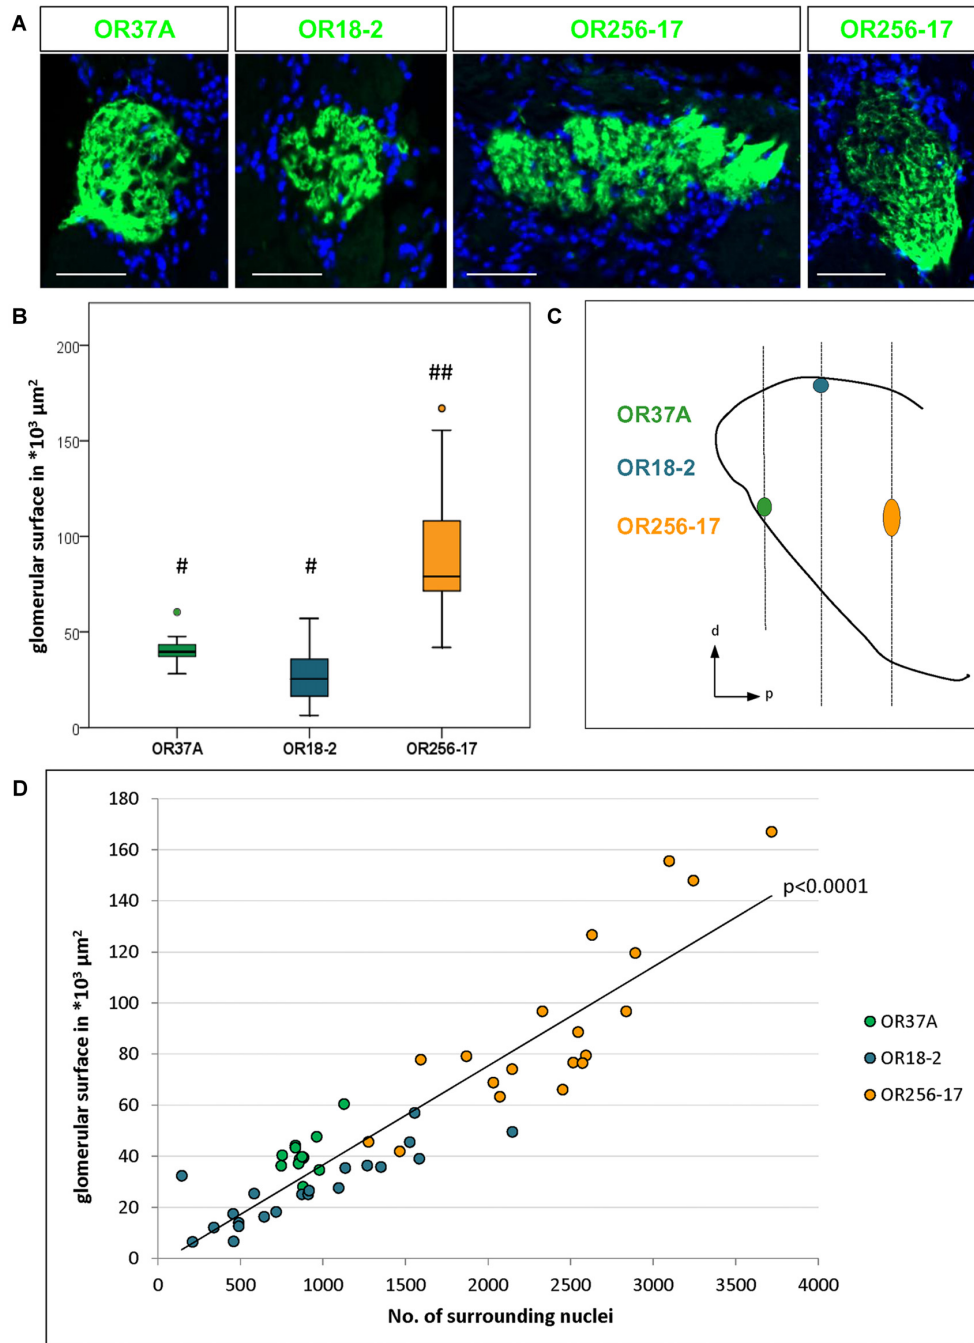 A
OR37A
OR18-2
OR256-17
OR256-17
B
glomerular surface in *10³ µm²
200
150
100
50
0
#
#
##
OR37A
OR18-2
OR256-17
C
OR37A
OR18-2
OR256-17
d
p
D
glomerular surface in *10³ µm²
180
160
140
120
100
80
60
40
20
0
p<0.0001
OR37A
OR18-2
OR256-17
0 500 1000 1500 2000 2500 3000 3500 4000
No. of surrounding nuclei